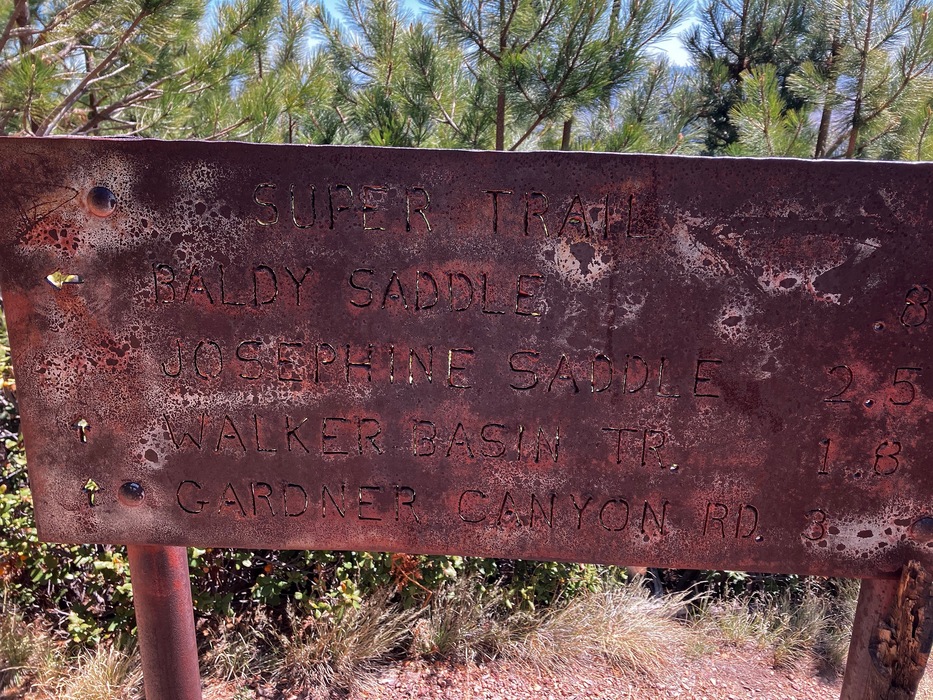 SUPER TRAIL
← BALDY SADDLE .8
JOSEPHINE SADDLE 2.5
↑ WALKER BASIN TR. 1.8
↑ GARDNER CANYON RD. 3